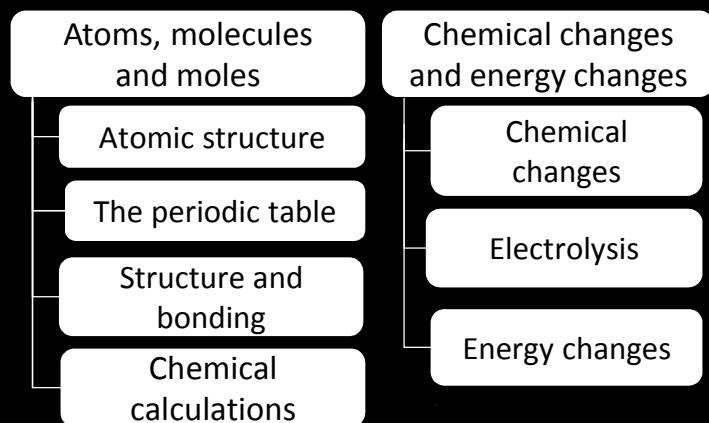 Atoms, molecules
and moles
Atomic structure
The periodic table
Structure and
bonding
Chemical
calculations
Chemical changes
and energy changes
Chemical
changes
Electrolysis
Energy changes